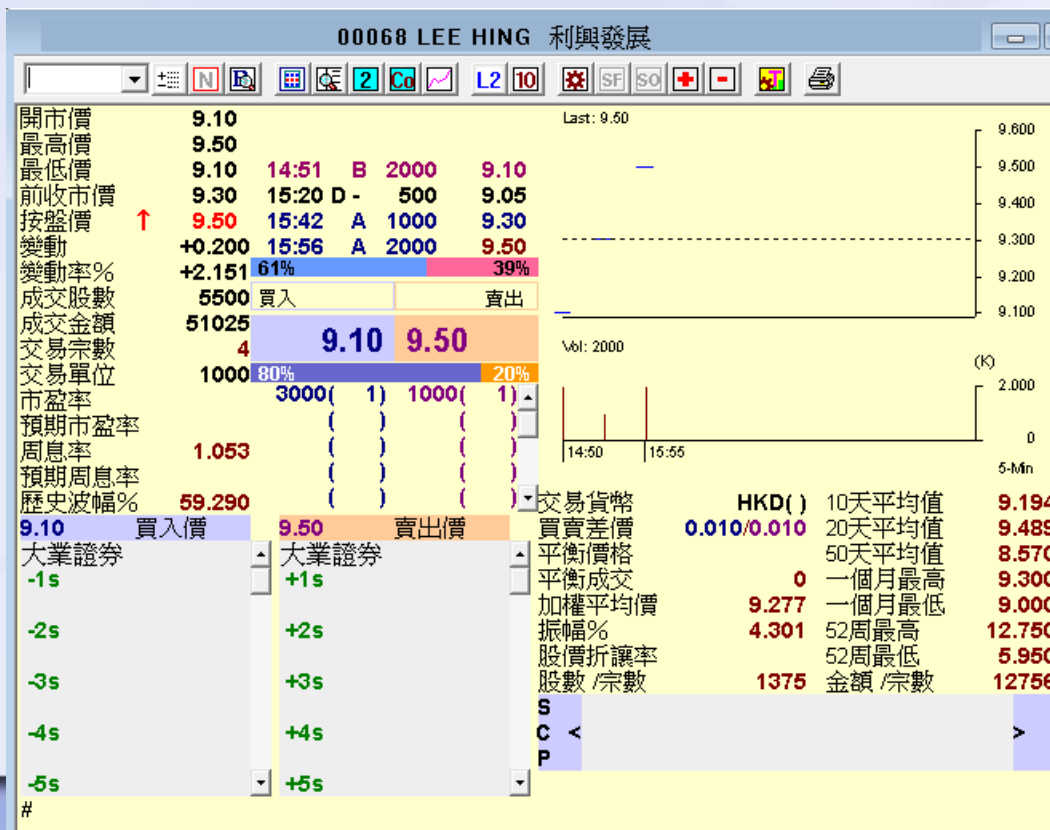 00068 LEE HING 利興發展
N L2 10 2 Co SF SO
開市價 9.10
最高價 9.50
最低價 9.10 14:51 B 2000 9.10
前收市價 9.30 15:20 D - 500 9.05
按盤價 ↑ 9.50 15:42 A 1000 9.30
變動 +0.200 15:56 A 2000 9.50
變動率% +2.151 61% 39%
成交股數 5500 買入 賣出
成交金額 51025
交易宗數 4 9.10 9.50
交易單位 1000 80% 20%
市盈率 3000( 1) 1000( 1)
預期市盈率 ( ) ( )
周息率 1.053 ( ) ( )
預期周息率 ( ) ( )
歷史波幅% 59.290 ( ) ( )
Last: 9.50
9.600
9.500
9.400
9.300
9.200
9.100
Vol: 2000
(K)
2.000
0
14:50 15:55
5-Min
9.10 買入價 9.50 賣出價
大業證券 大業證券
-1s +1s
-2s +2s
-3s +3s
-4s +4s
-5s +5s
交易貨幣 HKD( ) 10天平均值 9.194
買賣差價 0.010/0.010 20天平均值 9.489
平衡價格 50天平均值 8.570
平衡成交 0 一個月最高 9.300
加權平均價 9.277 一個月最低 9.000
振幅% 4.301 52周最高 12.750
股價折讓率 52周最低 5.950
股數 /宗數 1375 金額 /宗數 12756
S
C < >
P
#